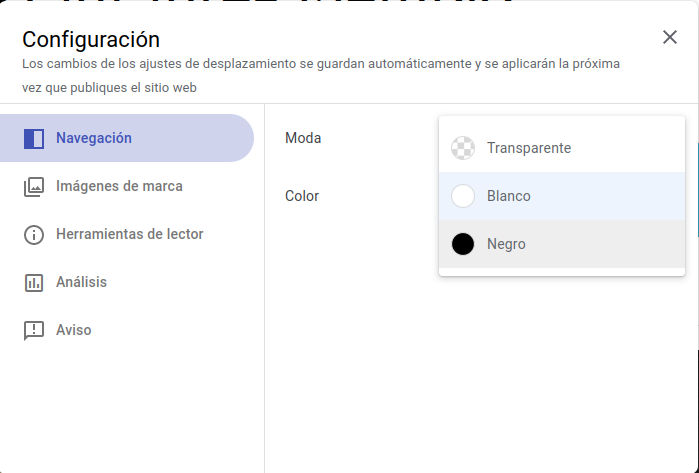 Configuración
Los cambios de los ajustes de desplazamiento se guardan automáticamente y se aplicarán la próxima
vez que publiques el sitio web
Navegación
Imágenes de marca
Herramientas de lector
Análisis
Aviso
Moda
Color
Transparente
Blanco
Negro